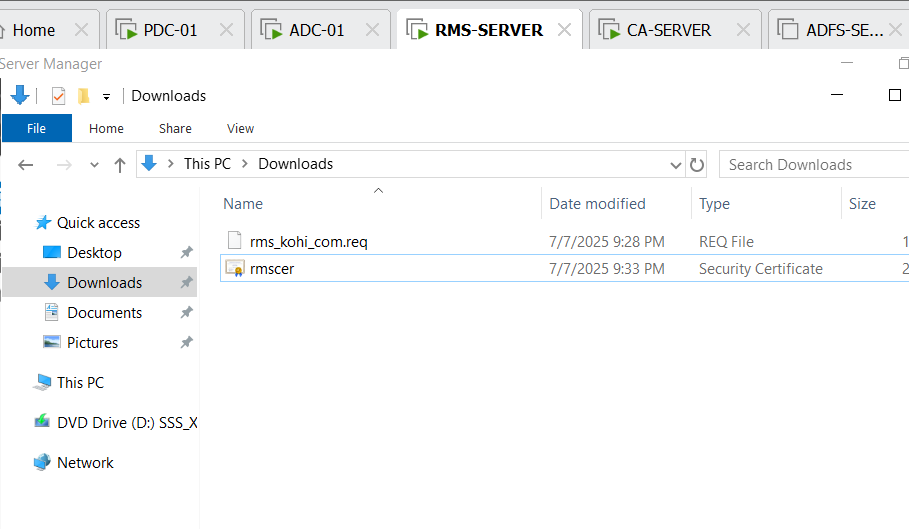 Home PDC-01 ADC-01 RMS-SERVER CA-SERVER ADFS-SE...
Server Manager
Downloads
File Home Share View
This PC Downloads Search Downloads
Name Date modified Type Size
Quick access
rms_kohi_com.req 7/7/2025 9:28 PM REQ File 1
Desktop
rmscer 7/7/2025 9:33 PM Security Certificate 2
Downloads
Documents
Pictures
This PC
DVD Drive (D:) SSS_X
Network